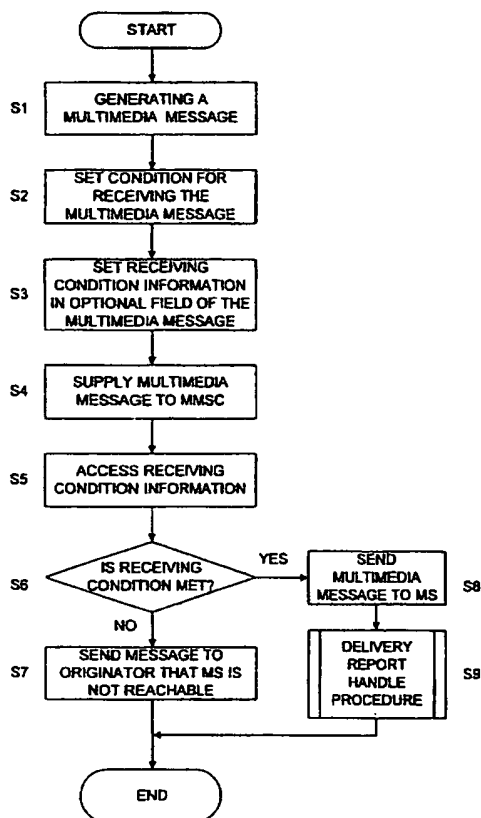 START
S1
GENERATING A
MULTIMEDIA MESSAGE
S2
SET CONDITION FOR
RECEIVING THE
MULTIMEDIA MESSAGE
S3
SET RECEIVING
CONDITION INFORMATION
IN OPTIONAL FIELD OF THE
MULTIMEDIA MESSAGE
S4
SUPPLY MULTIMEDIA
MESSAGE TO MMSC
S5
ACCESS RECEIVING
CONDITION INFORMATION
S6
IS RECEIVING
CONDITION MET?
YES
SEND
MULTIMEDIA
MESSAGE TO MS
S8
NO
S7
SEND MESSAGE TO
ORIGINATOR THAT MS IS
NOT REACHABLE
DELIVERY
REPORT
HANDLE
PROCEDURE
S9
END